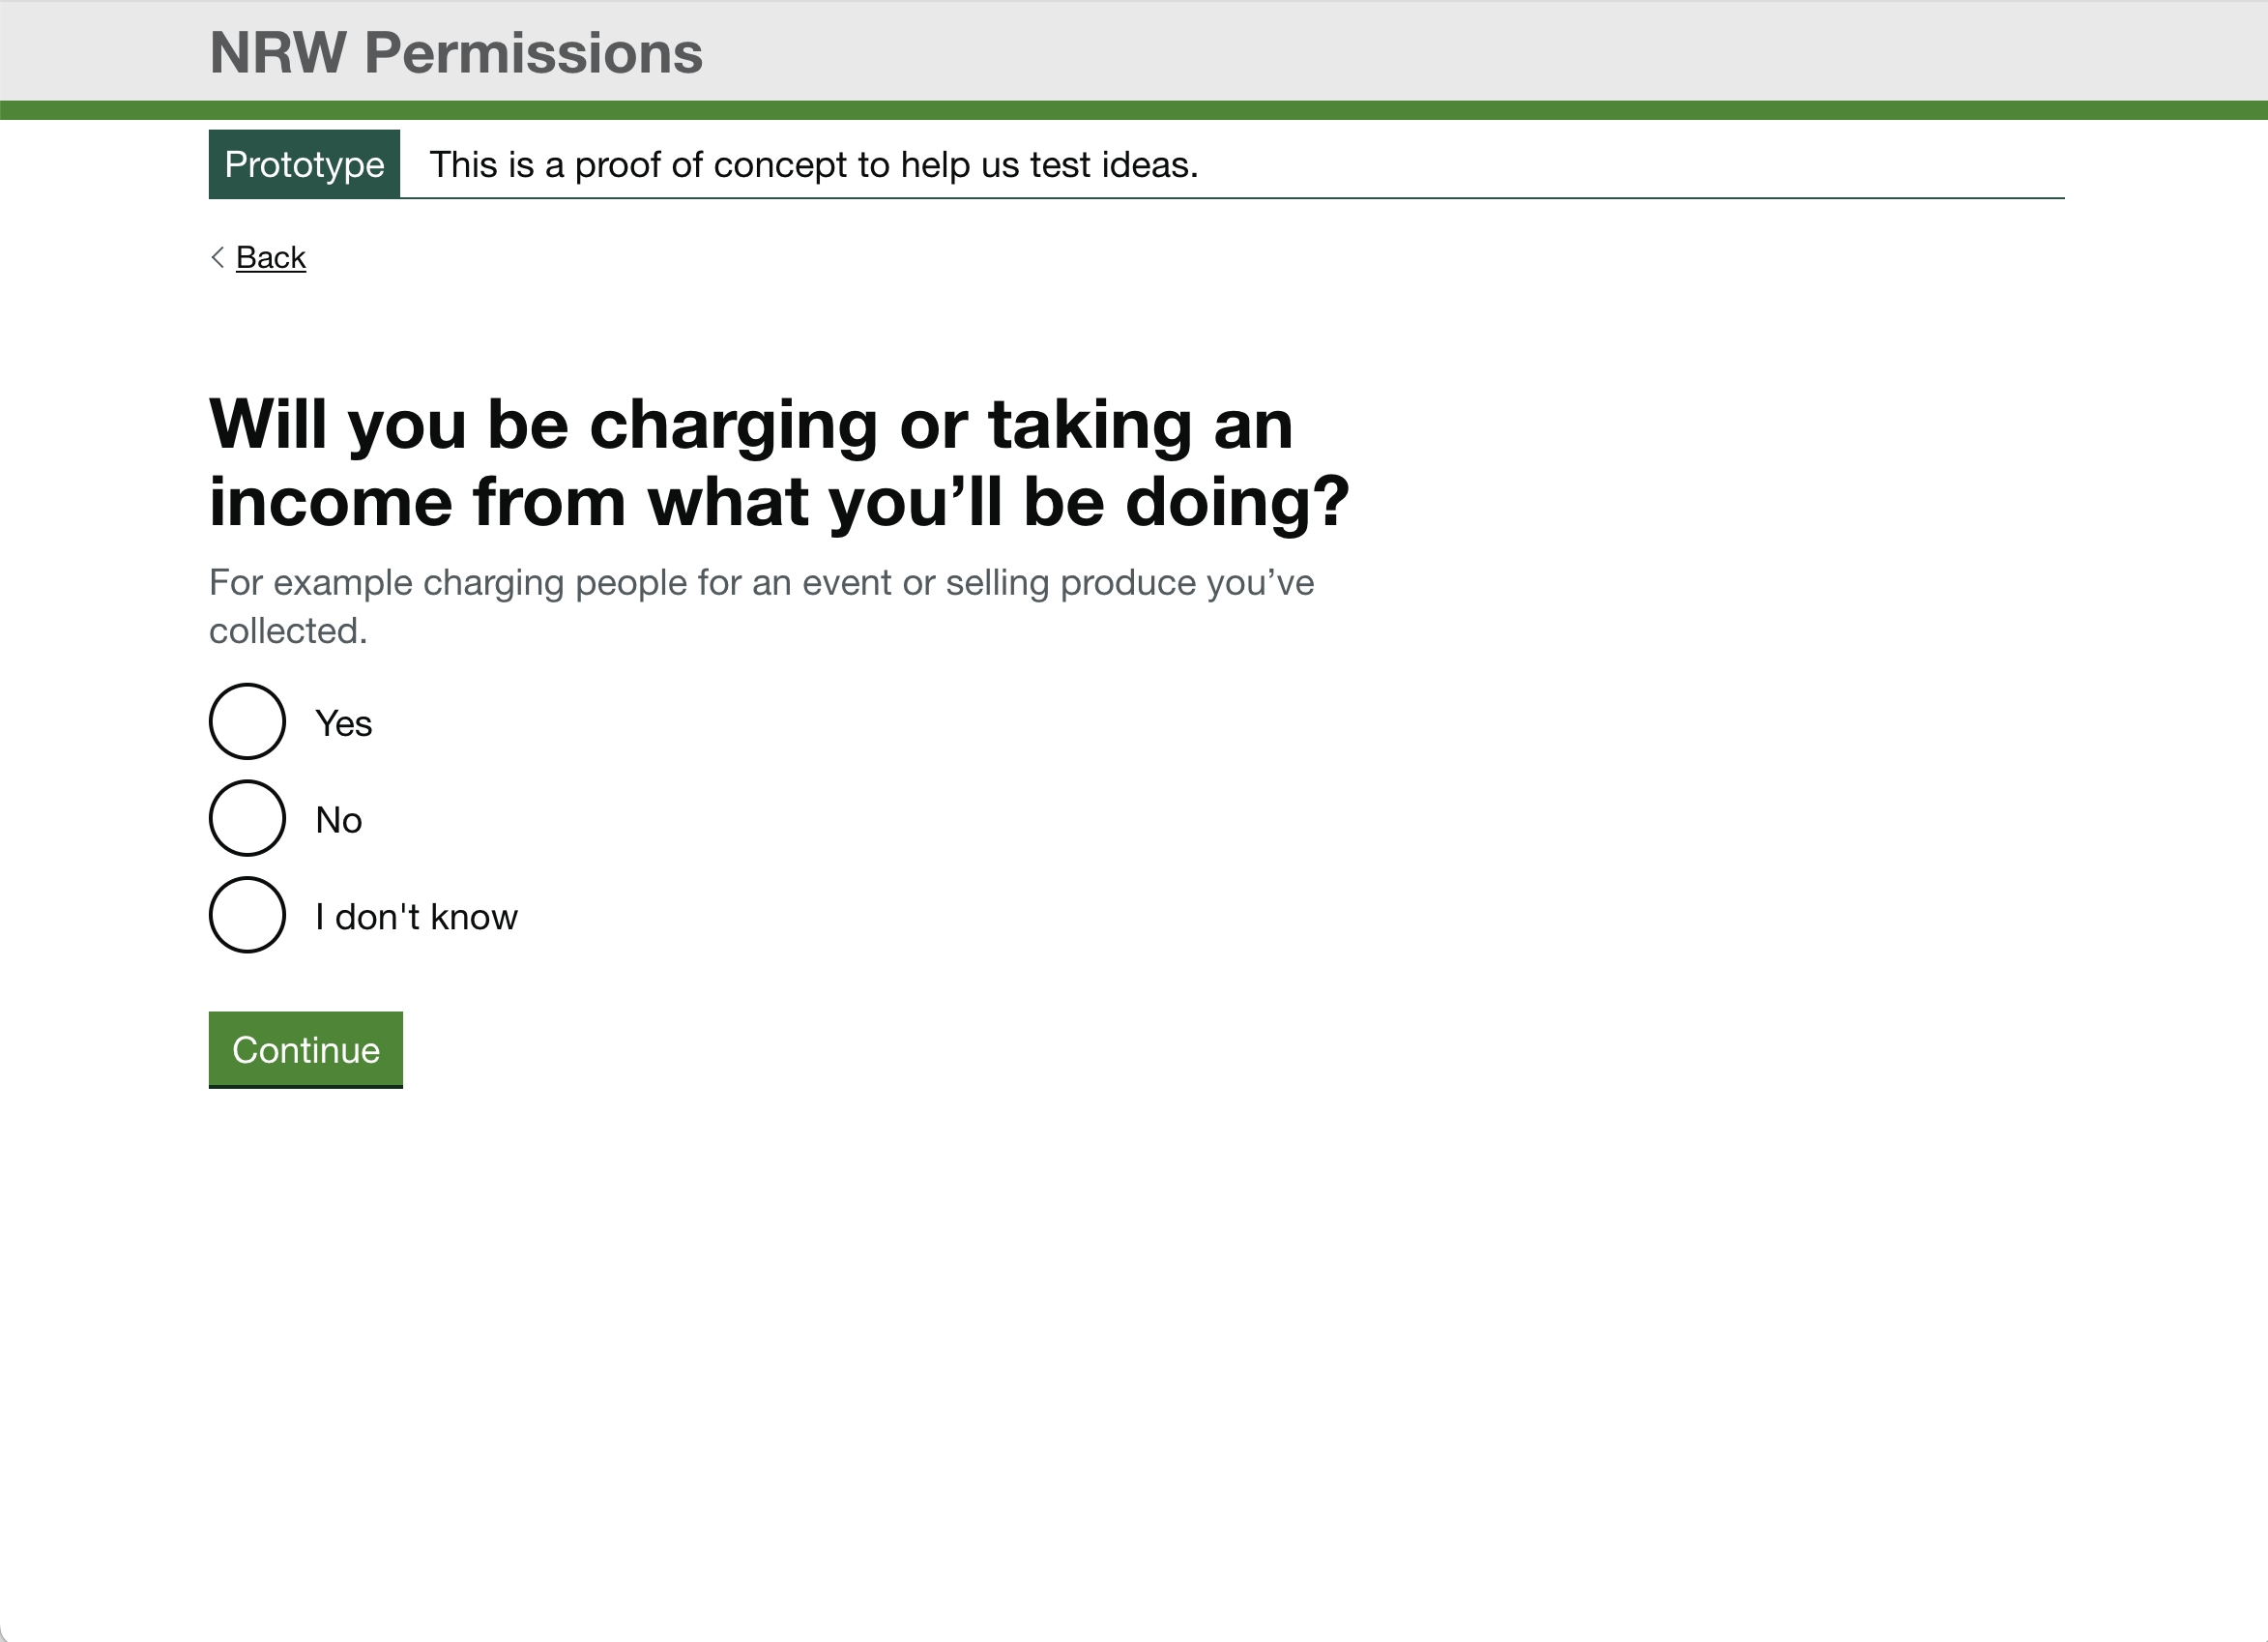 NRW Permissions
Prototype This is a proof of concept to help us test ideas.
Back
Will you be charging or taking an
income from what you’ll be doing?
For example charging people for an event or selling produce you’ve
collected.
Yes
No
I don't know
Continue